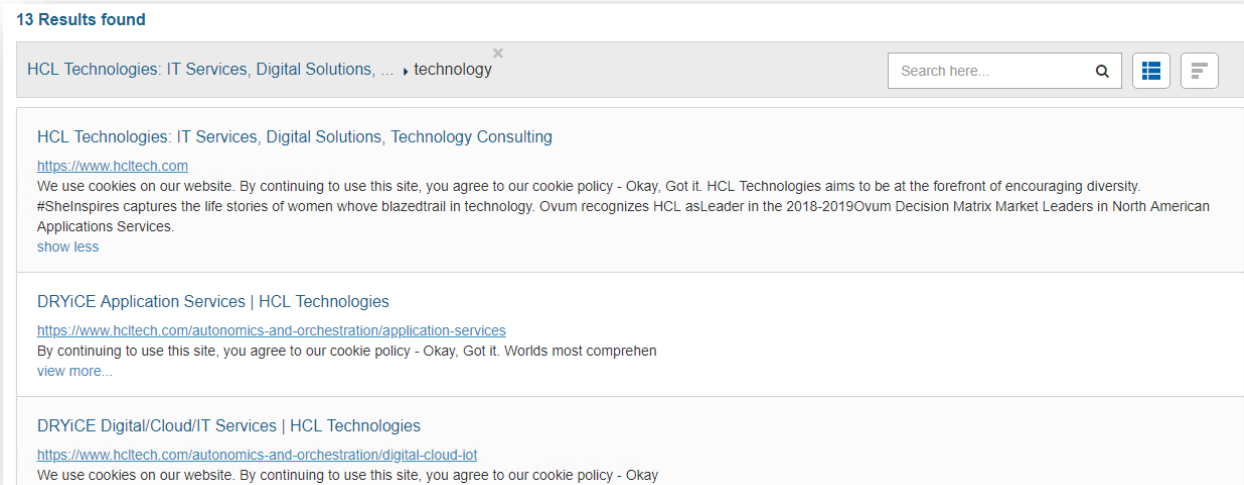 13 Results found
HCL Technologies: IT Services, Digital Solutions, ... ▸ technology ×
Search here...
HCL Technologies: IT Services, Digital Solutions, Technology Consulting
https://www.hcltech.com
We use cookies on our website. By continuing to use this site, you agree to our cookie policy - Okay, Got it. HCL Technologies aims to be at the forefront of encouraging diversity.
#SheInspires captures the life stories of women whove blazedtrail in technology. Ovum recognizes HCL asLeader in the 2018-2019Ovum Decision Matrix Market Leaders in North American
Applications Services.
show less
DRYiCE Application Services | HCL Technologies
https://www.hcltech.com/autonomics-and-orchestration/application-services
By continuing to use this site, you agree to our cookie policy - Okay, Got it. Worlds most comprehen
view more...
DRYiCE Digital/Cloud/IT Services | HCL Technologies
https://www.hcltech.com/autonomics-and-orchestration/digital-cloud-iot
We use cookies on our website. By continuing to use this site, you agree to our cookie policy - Okay